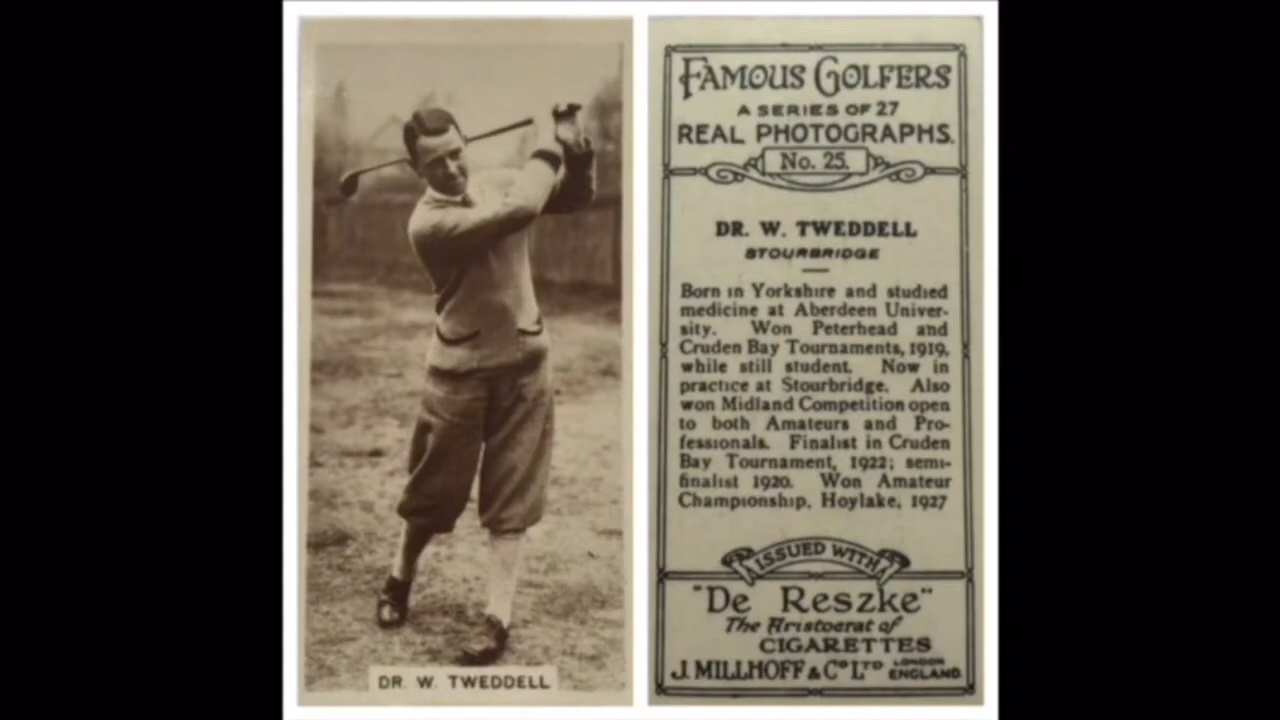 DR. W. TWEDDELL
FAMOUS GOLFERS
A SERIES OF 27
REAL PHOTOGRAPHS.
No. 25.
DR. W. TWEDDELL
STOURBRIDGE
Born in Yorkshire and studied
medicine at Aberdeen Univer-
sity. Won Peterhead and
Cruden Bay Tournaments, 1919,
while still student. Now in
practice at Stourbridge. Also
won Midland Competition open
to both Amateurs and Pro-
fessionals. Finalist in Cruden
Bay Tournament, 1922; semi-
finalist 1920. Won Amateur
Championship, Hoylake, 1927
ISSUED WITH
"De Reszke"
The Aristocrat of
CIGARETTES
J. MILLHOFF & Co LTD LONDON ENGLAND.